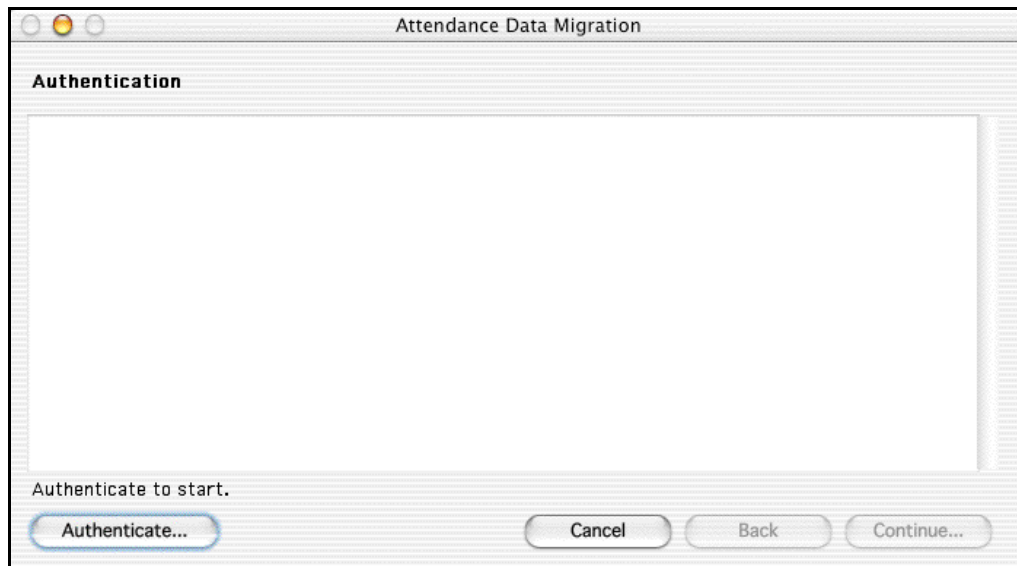 Attendance Data Migration
Authentication
Authenticate to start.
Authenticate...
Cancel
Back
Continue...